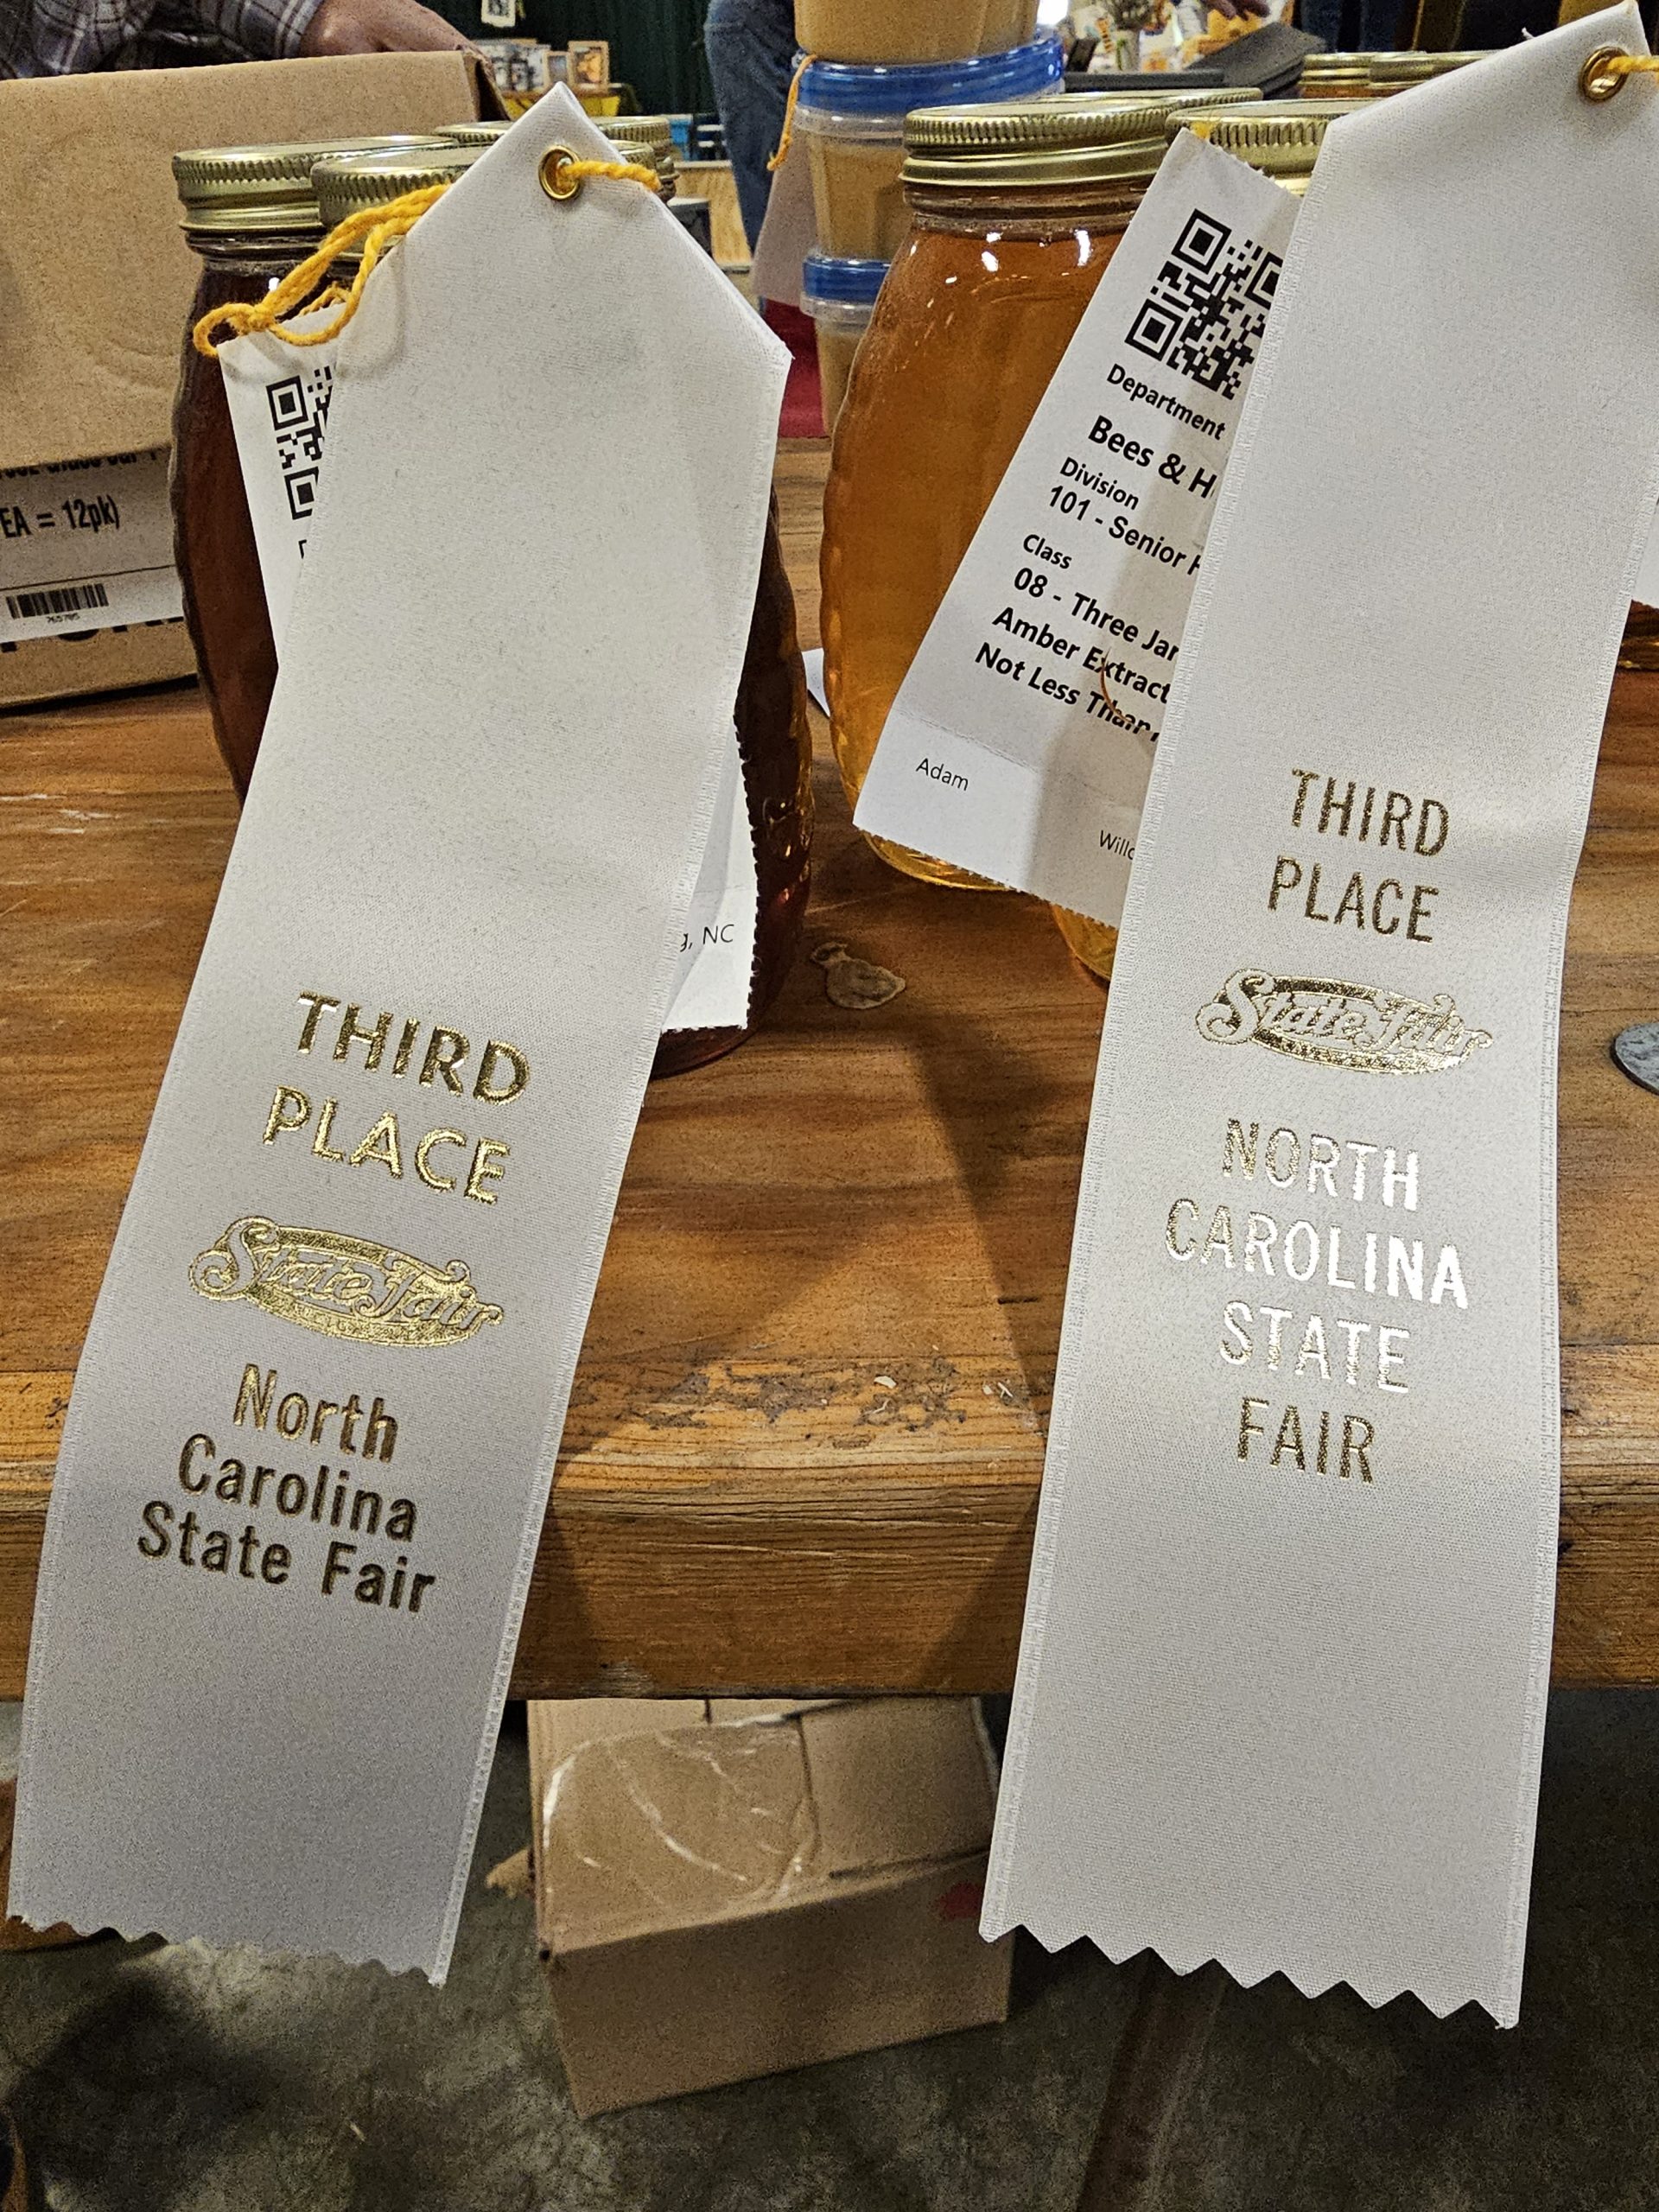 EA = 12pk)
g, NC
THIRD
PLACE
State Fair
North
Carolina
State Fair
Department
Bees & H
Division
101 - Senior H
Class
08 - Three Jar
Amber Extract
Not Less Than
Adam
Willo
THIRD
PLACE
State Fair
NORTH
CAROLINA
STATE
FAIR